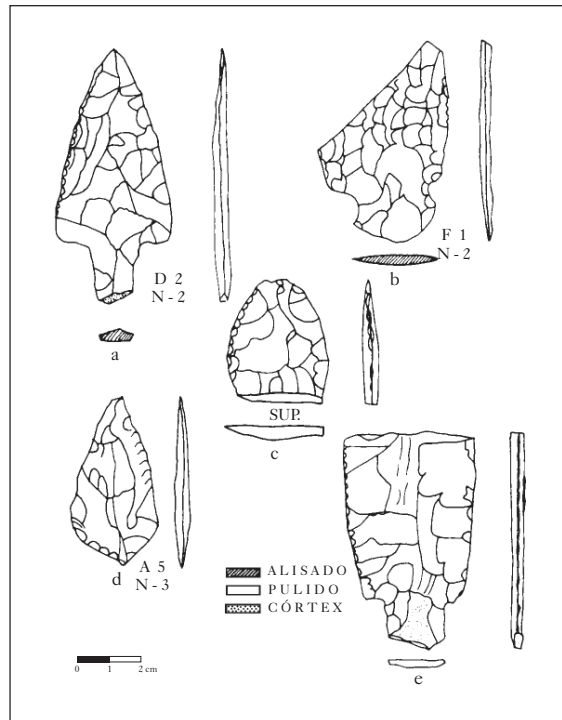 D 2
N - 2
a
F 1
N - 2
b
SUP.
c
A 5
N - 3
d
ALISADO
PULIDO
CÓRTEX
0 1 2 cm
e